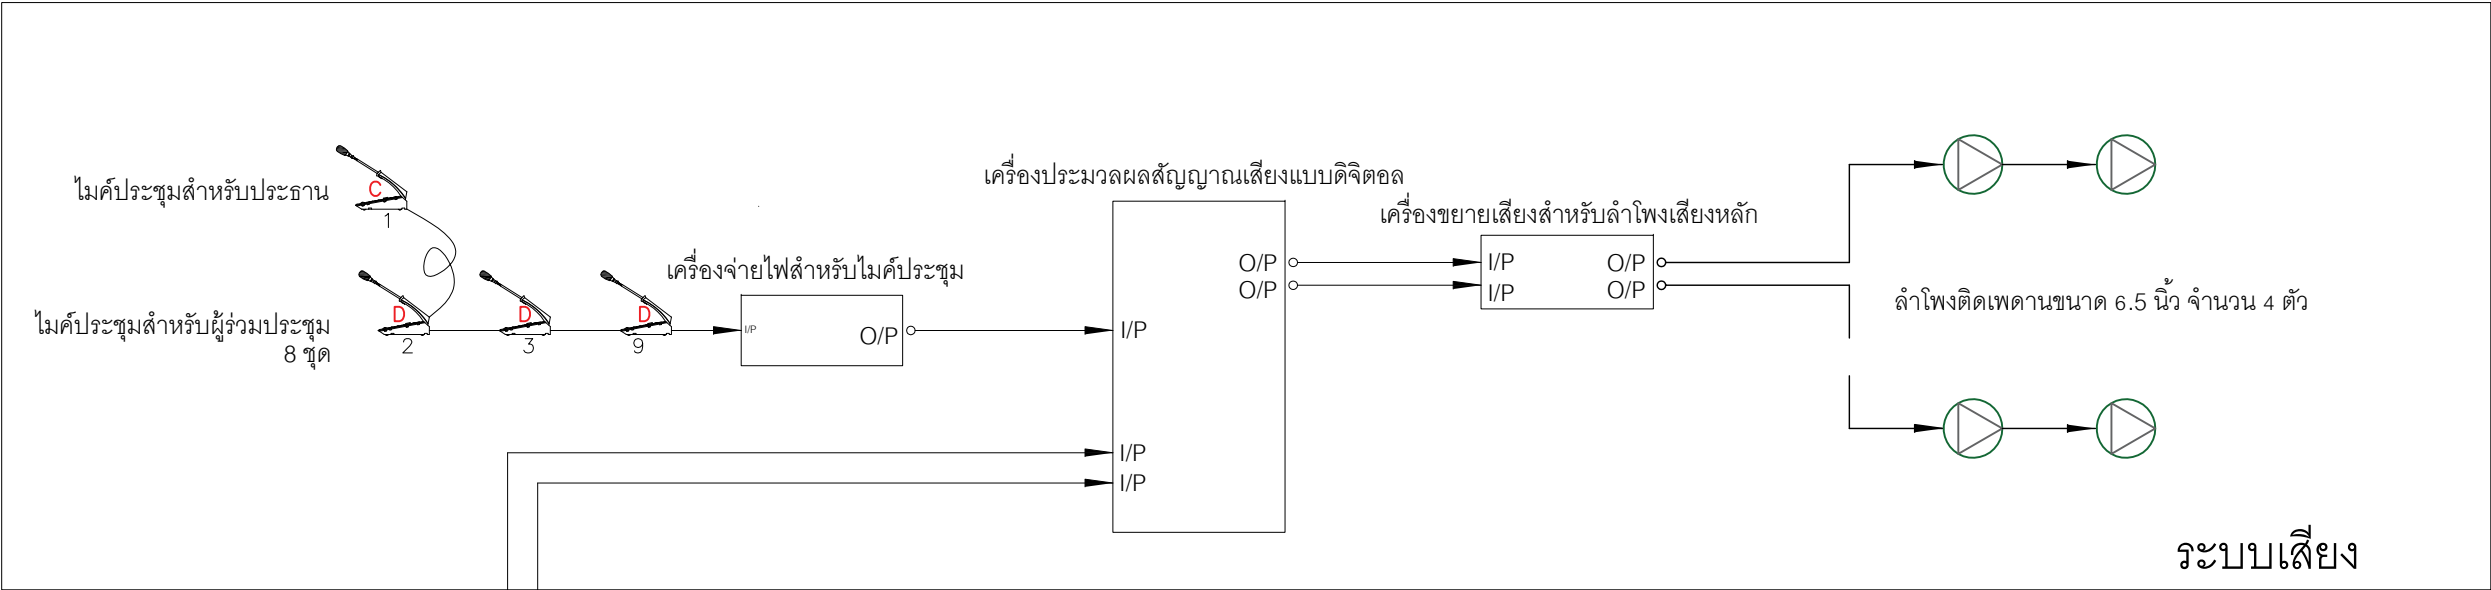 ไมค์ประชุมสำหรับประธาน
C
1
ไมค์ประชุมสำหรับผู้ร่วมประชุม
8 ชุด
D
2
D
3
D
9
เครื่องจ่ายไฟสำหรับไมค์ประชุม
I/P
O/P
เครื่องประมวลผลสัญญาณเสียงแบบดิจิตอล
O/P
O/P
I/P
I/P
I/P
เครื่องขยายเสียงสำหรับลำโพงเสียงหลัก
I/P
O/P
I/P
O/P
ลำโพงติดเพดานขนาด 6.5 นิ้ว จำนวน 4 ตัว
ระบบเสียง